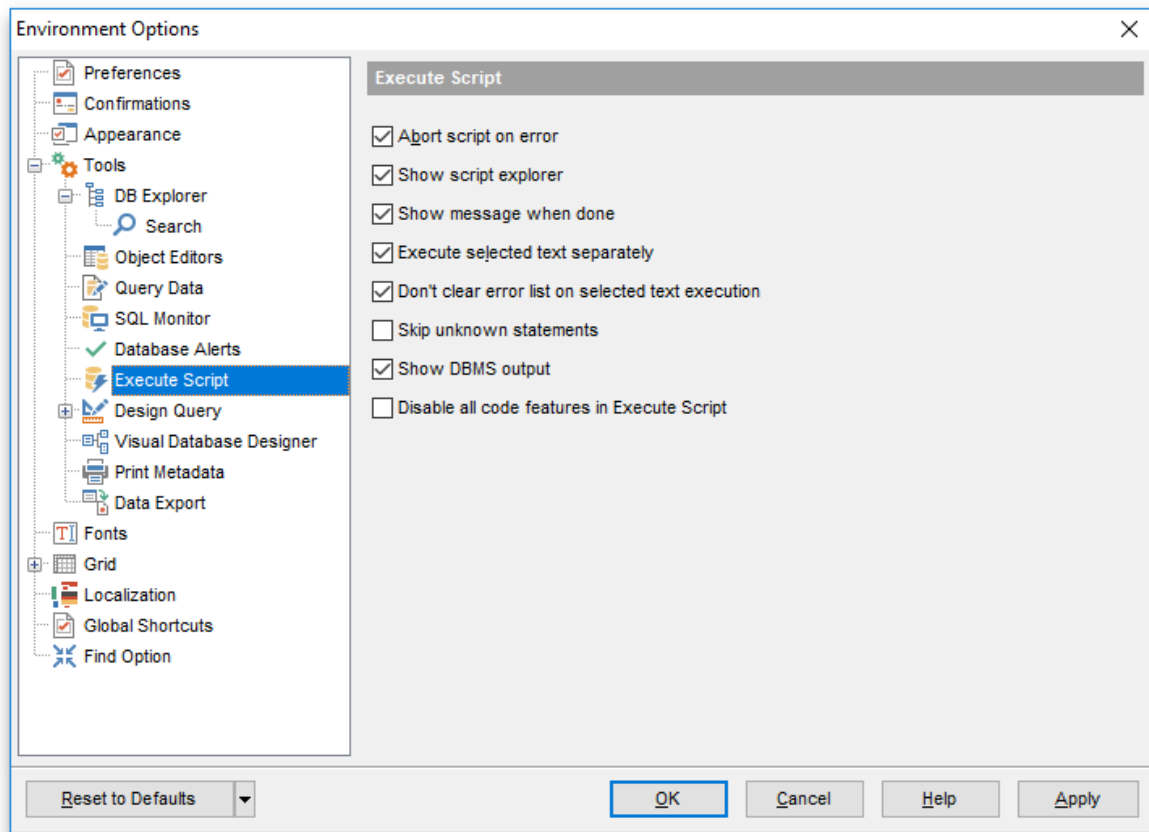 Environment Options
Preferences
Confirmations
Appearance
Tools
DB Explorer
Search
Object Editors
Query Data
SQL Monitor
Database Alerts
Execute Script
Design Query
Visual Database Designer
Print Metadata
Data Export
Fonts
Grid
Localization
Global Shortcuts
Find Option
Execute Script
Abort script on error
Show script explorer
Show message when done
Execute selected text separately
Don't clear error list on selected text execution
Skip unknown statements
Show DBMS output
Disable all code features in Execute Script
Reset to Defaults
OK
Cancel
Help
Apply